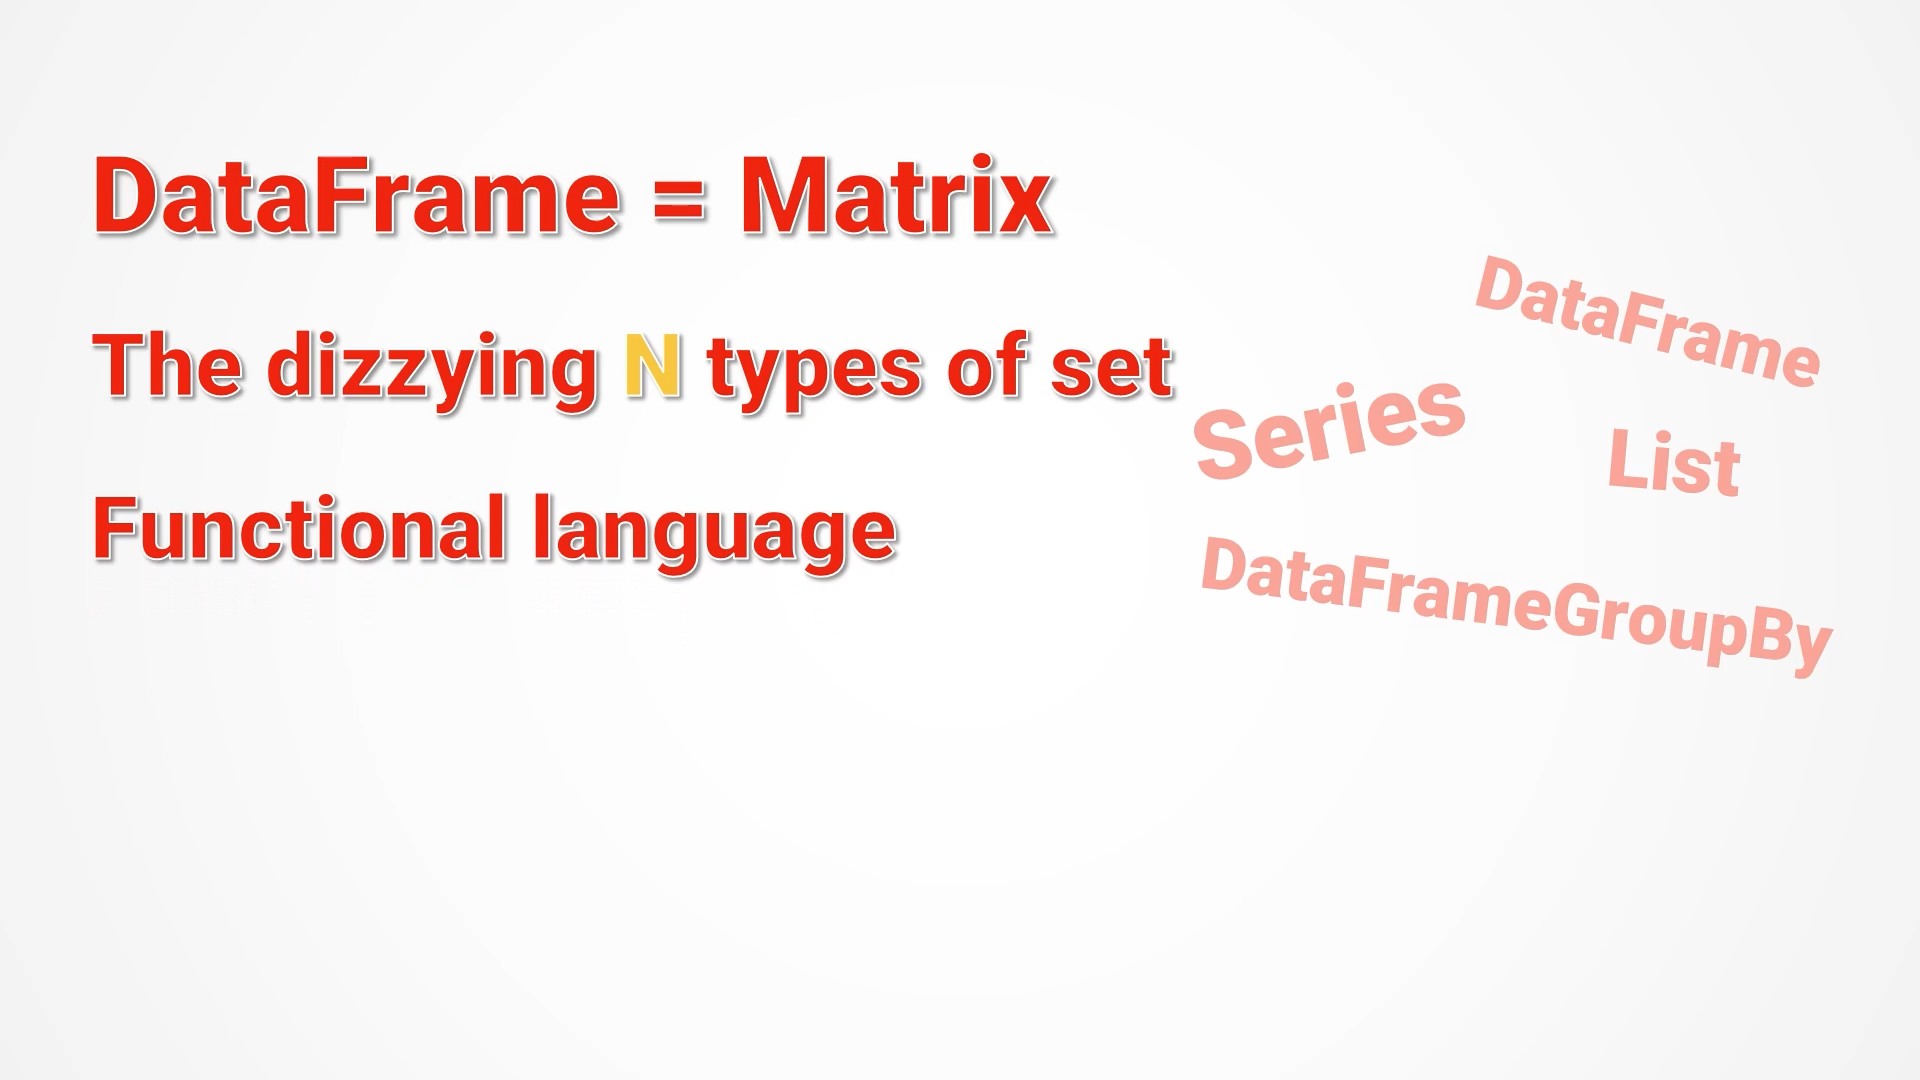 DataFrame = Matrix
The dizzying N types of set
Functional language
DataFrame
Series
List
DataFrameGroupBy